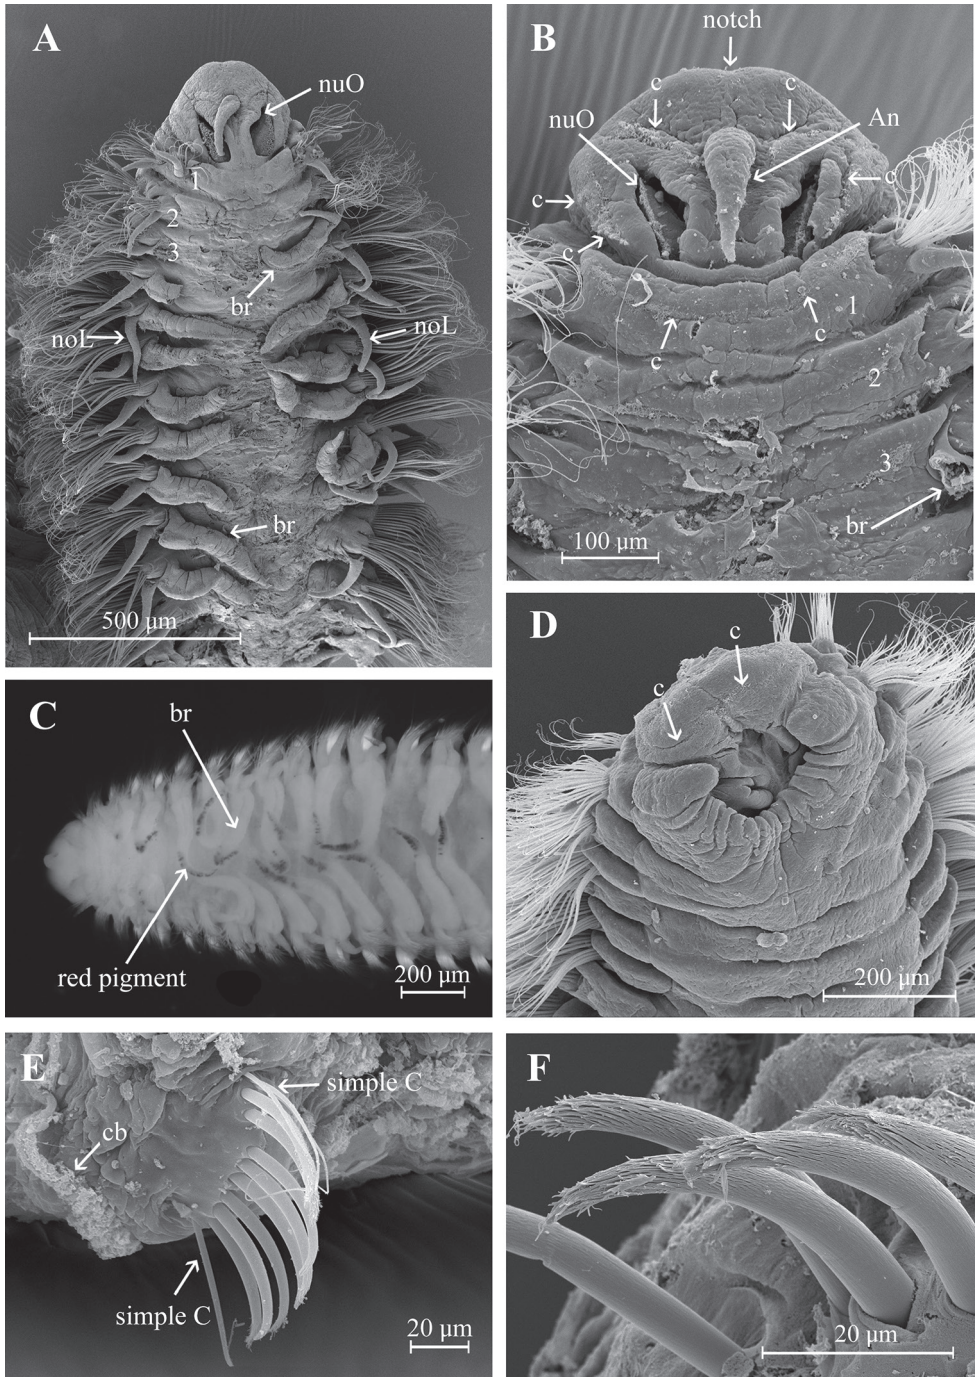 A
nuO
1
2
3
br
noL
noL
br
500 µm
B
notch
c
c
nuO
An
c
c
c
1
c
c
2
3
br
100 µm
C
br
red pigment
200 µm
D
c
c
200 µm
E
simple C
cb
simple C
20 µm
F
20 µm